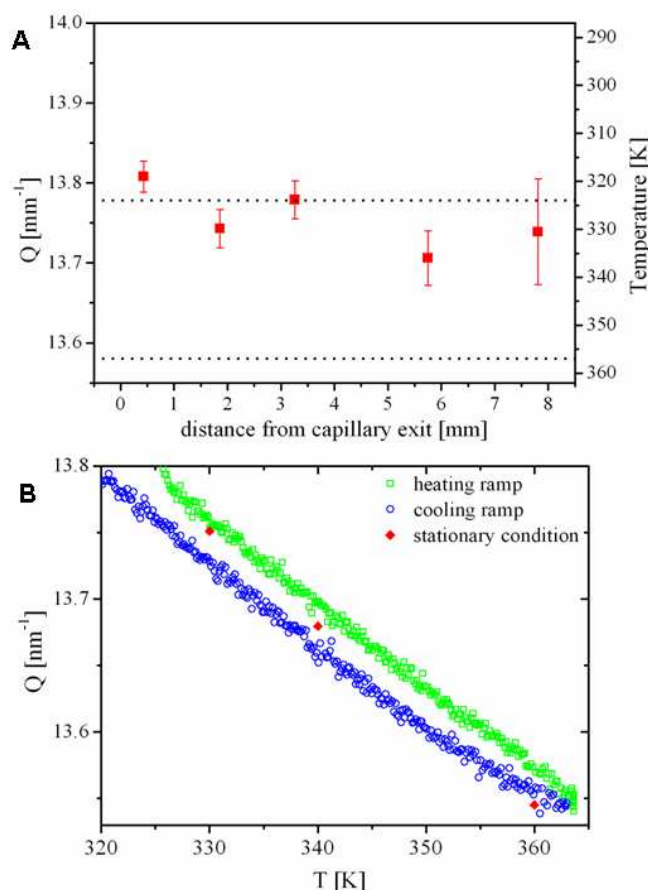 A
14.0
13.9
13.8
13.7
13.6
Q [mm⁻¹]
290
300
310
320
330
340
350
360
Temperature [K]
0 1 2 3 4 5 6 7 8
distance from capillary exit [mm]
B
13.8
13.7
13.6
Q [nm⁻¹]
heating ramp
cooling ramp
stationary condition
320 330 340 350 360
T [K]